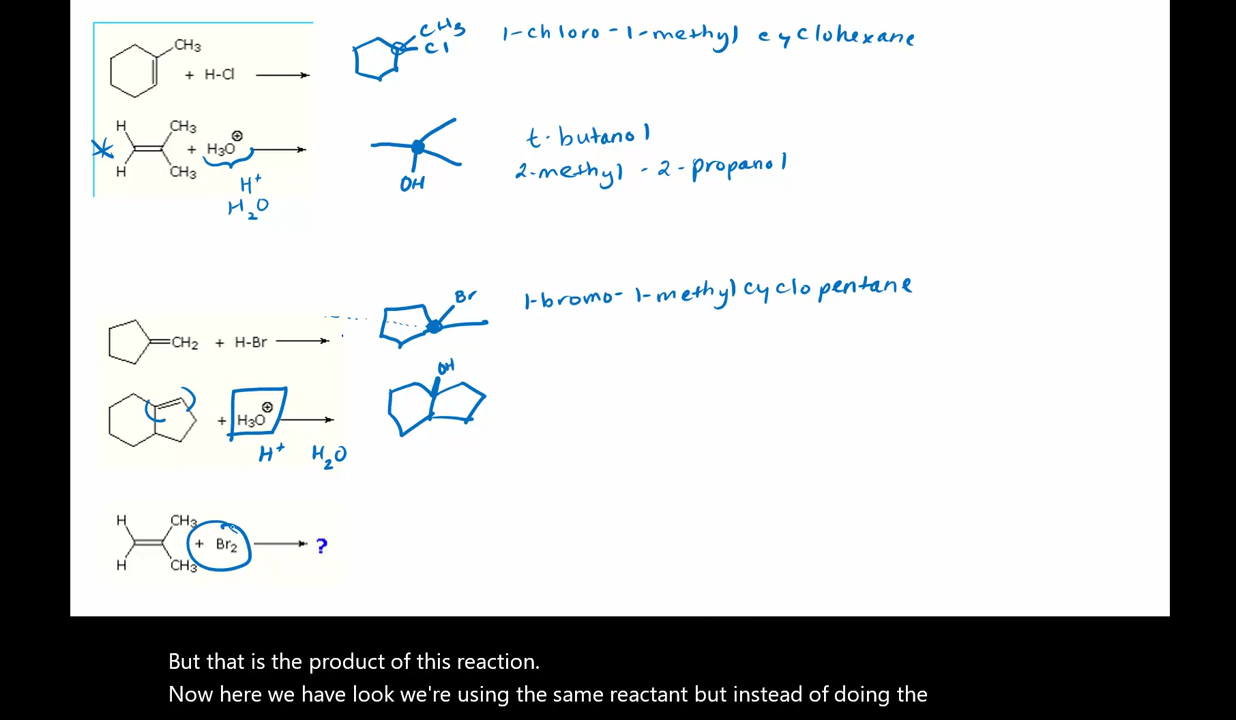 CH3
+ H-Cl
CH3
Cl
1-chloro-1-methyl cyclohexane
H
CH3
+ H3O ⊕
H
CH3
H+
H2O
OH
t-butanol
2-methyl-2-propanol
=CH2 + H-Br
Br
1-bromo-1-methylcyclopentane
+ H3O ⊕
H+ H2O
OH
H
CH3
+ Br2
?
H
CH3
But that is the product of this reaction.
Now here we have look we're using the same reactant but instead of doing the